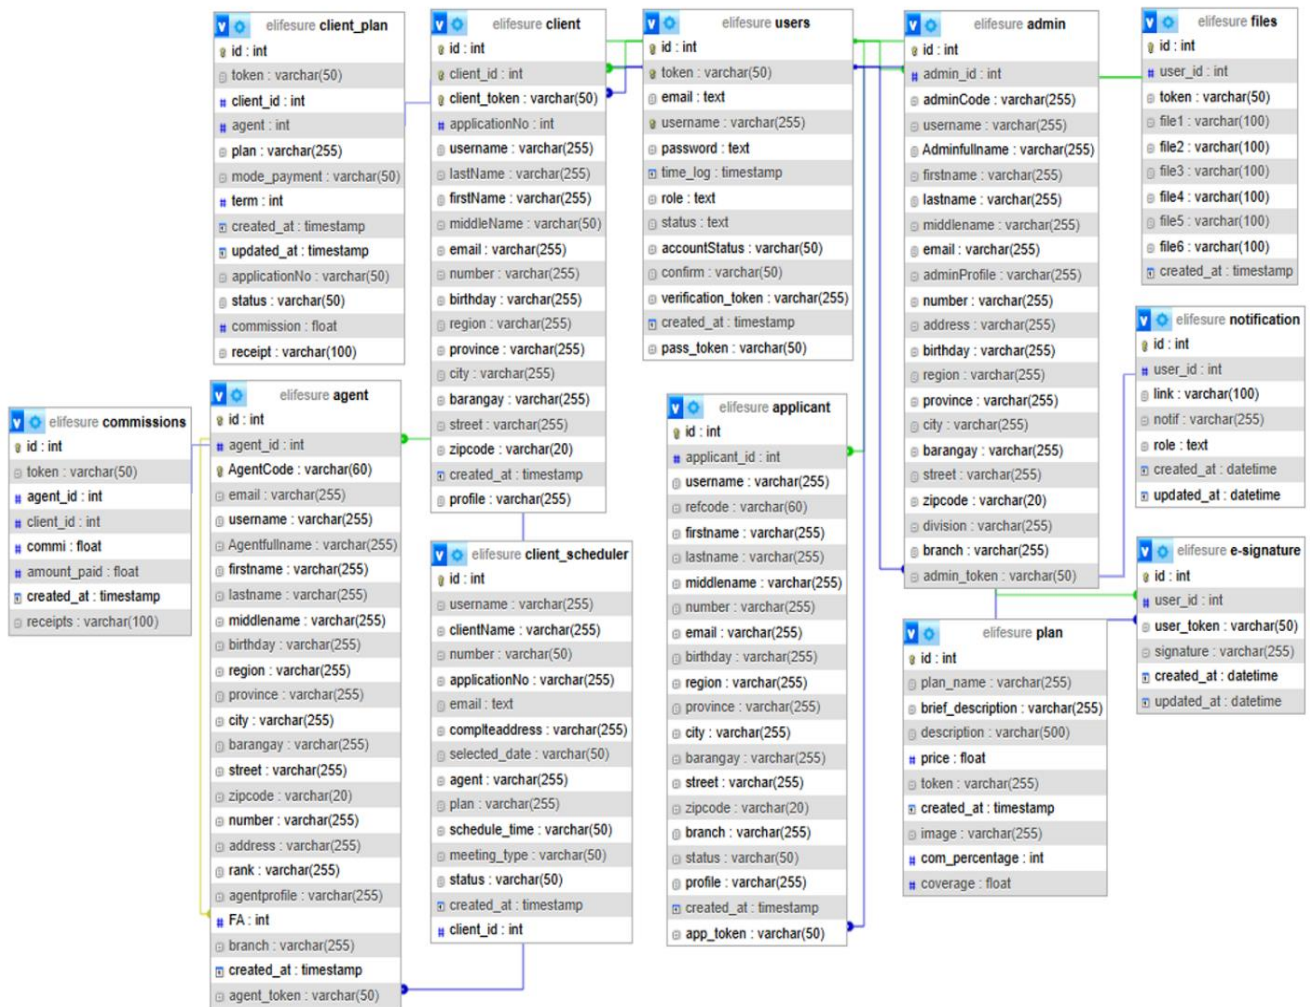 elifesure client_plan
id : int
token : varchar(50)
client_id : int
agent : int
plan : varchar(255)
mode_payment : varchar(50)
term : int
created_at : timestamp
updated_at : timestamp
applicationNo : varchar(50)
status : varchar(50)
commission : float
receipt : varchar(100)
elifesure client
id : int
client_id : int
client_token : varchar(50)
applicationNo : int
username : varchar(255)
lastName : varchar(255)
firstName : varchar(255)
middleName : varchar(50)
email : varchar(255)
number : varchar(255)
birthday : varchar(255)
region : varchar(255)
province : varchar(255)
city : varchar(255)
barangay : varchar(255)
street : varchar(255)
zipcode : varchar(20)
created_at : timestamp
profile : varchar(255)
elifesure users
id : int
token : varchar(50)
email : text
username : varchar(255)
password : text
time_log : timestamp
role : text
status : text
accountStatus : varchar(50)
confirm : varchar(50)
verification_token : varchar(255)
created_at : timestamp
pass_token : varchar(50)
elifesure admin
id : int
admin_id : int
adminCode : varchar(255)
username : varchar(255)
Adminfullname : varchar(255)
firstname : varchar(255)
lastname : varchar(255)
middlename : varchar(255)
email : varchar(255)
adminProfile : varchar(255)
number : varchar(255)
address : varchar(255)
birthday : varchar(255)
region : varchar(255)
province : varchar(255)
city : varchar(255)
barangay : varchar(255)
street : varchar(255)
zipcode : varchar(20)
division : varchar(255)
branch : varchar(255)
admin_token : varchar(50)
elifesure files
id : int
user_id : int
token : varchar(50)
file1 : varchar(100)
file2 : varchar(100)
file3 : varchar(100)
file4 : varchar(100)
file5 : varchar(100)
file6 : varchar(100)
created_at : timestamp
elifesure notification
id : int
user_id : int
link : varchar(100)
notif : varchar(255)
role : text
created_at : datetime
updated_at : datetime
elifesure commissions
id : int
token : varchar(50)
agent_id : int
client_id : int
commi : float
amount_paid : float
created_at : timestamp
receipts : varchar(100)
elifesure agent
id : int
agent_id : int
AgentCode : varchar(60)
email : varchar(255)
username : varchar(255)
Agentfullname : varchar(255)
firstname : varchar(255)
lastname : varchar(255)
middlename : varchar(255)
birthday : varchar(255)
region : varchar(255)
province : varchar(255)
city : varchar(255)
barangay : varchar(255)
street : varchar(255)
zipcode : varchar(20)
number : varchar(255)
address : varchar(255)
rank : varchar(255)
agentprofile : varchar(255)
FA : int
branch : varchar(255)
created_at : timestamp
agent_token : varchar(50)
elifesure client_scheduler
id : int
username : varchar(255)
clientName : varchar(255)
number : varchar(50)
applicationNo : varchar(255)
email : text
complteaddress : varchar(255)
selected_date : varchar(50)
agent : varchar(255)
plan : varchar(255)
schedule_time : varchar(50)
meeting_type : varchar(50)
status : varchar(50)
created_at : timestamp
client_id : int
elifesure applicant
id : int
applicant_id : int
username : varchar(255)
refcode : varchar(60)
firstname : varchar(255)
lastname : varchar(255)
middlename : varchar(255)
number : varchar(255)
email : varchar(255)
birthday : varchar(255)
region : varchar(255)
province : varchar(255)
city : varchar(255)
barangay : varchar(255)
street : varchar(255)
zipcode : varchar(20)
branch : varchar(255)
status : varchar(50)
profile : varchar(255)
created_at : timestamp
app_token : varchar(50)
elifesure plan
id : int
plan_name : varchar(255)
brief_description : varchar(255)
description : varchar(500)
price : float
token : varchar(255)
created_at : timestamp
image : varchar(255)
com_percentage : int
coverage : float
elifesure e-signature
id : int
user_id : int
user_token : varchar(50)
signature : varchar(255)
created_at : datetime
updated_at : datetime